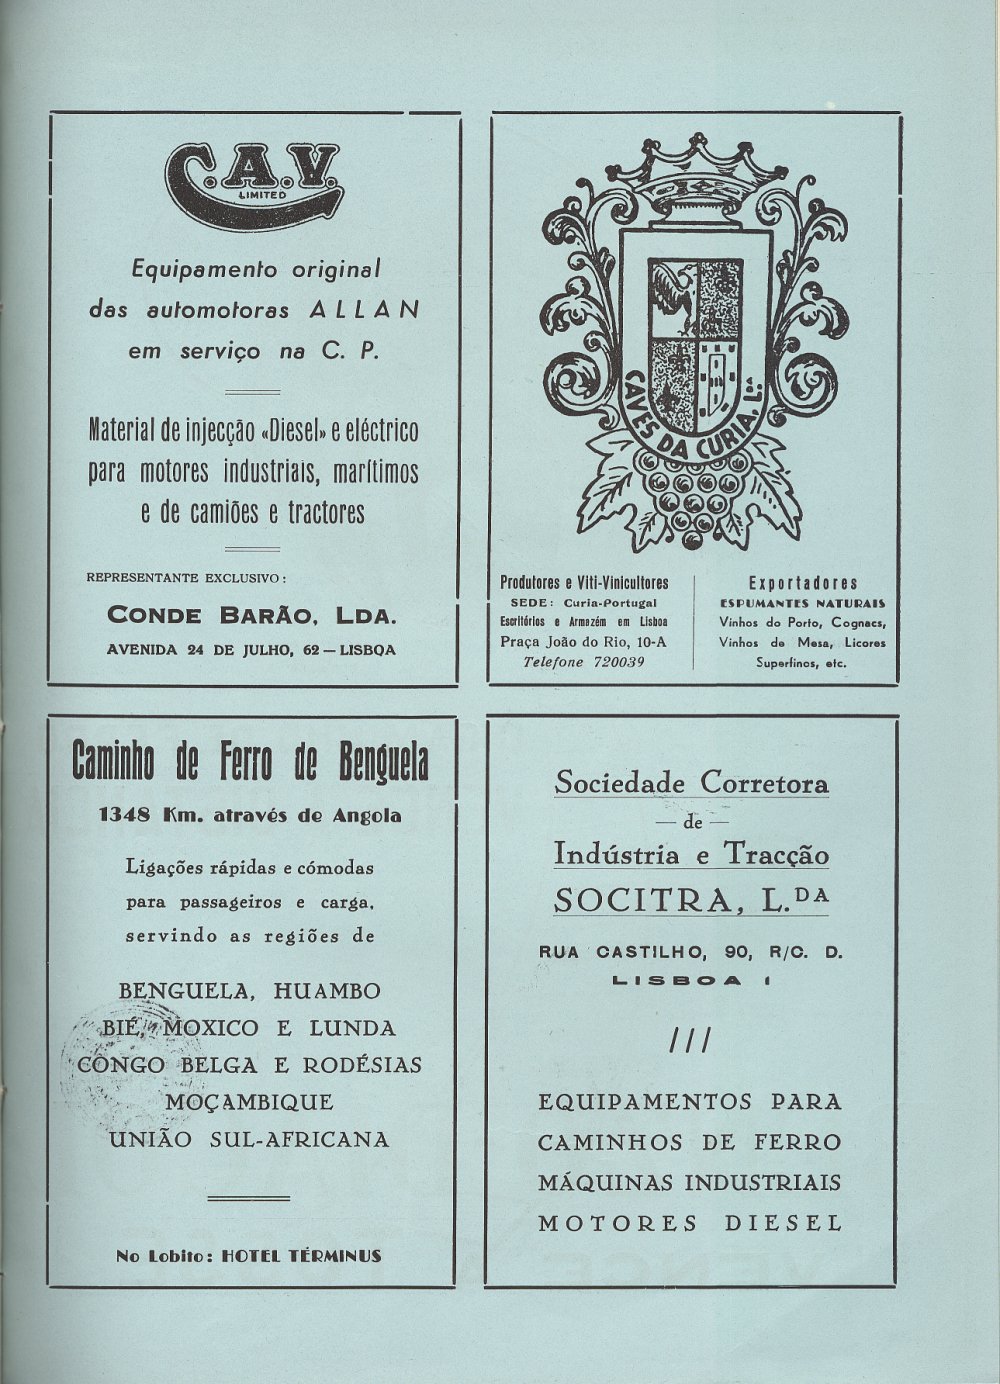 C.A.V.
LIMITED
Equipamento original
das automotoras ALLAN
em serviço na C. P.
Material de injecção «Diesel» e eléctrico
para motores industriais, marítimos
e de camiões e tractores
REPRESENTANTE EXCLUSIVO:
CONDE BARÃO, LDA.
AVENIDA 24 DE JULHO, 62 — LISBOA
CAVES DA CURIA, L.DA
Produtores e Viti-Vinicultores
SEDE: Curia-Portugal
Escritórios e Armazém em Lisboa
Praça João do Rio, 10-A
Telefone 720039
Exportadores
ESPUMANTES NATURAIS
Vinhos do Porto, Cognacs,
Vinhos de Mesa, Licores
Superfinos, etc.
Caminho de Ferro de Benguela
1348 Km. através de Angola
Ligações rápidas e cómodas
para passageiros e carga,
servindo as regiões de
BENGUELA, HUAMBO
BIÉ, MOXICO E LUNDA
CONGO BELGA E RODÉSIAS
MOÇAMBIQUE
UNIÃO SUL-AFRICANA
No Lobito: HOTEL TÉRMINUS
Sociedade Corretora
— de —
Indústria e Tracção
SOCITRA, L.DA
RUA CASTILHO, 90, R/C. D.
LISBOA 1
///
EQUIPAMENTOS PARA
CAMINHOS DE FERRO
MÁQUINAS INDUSTRIAIS
MOTORES DIESEL